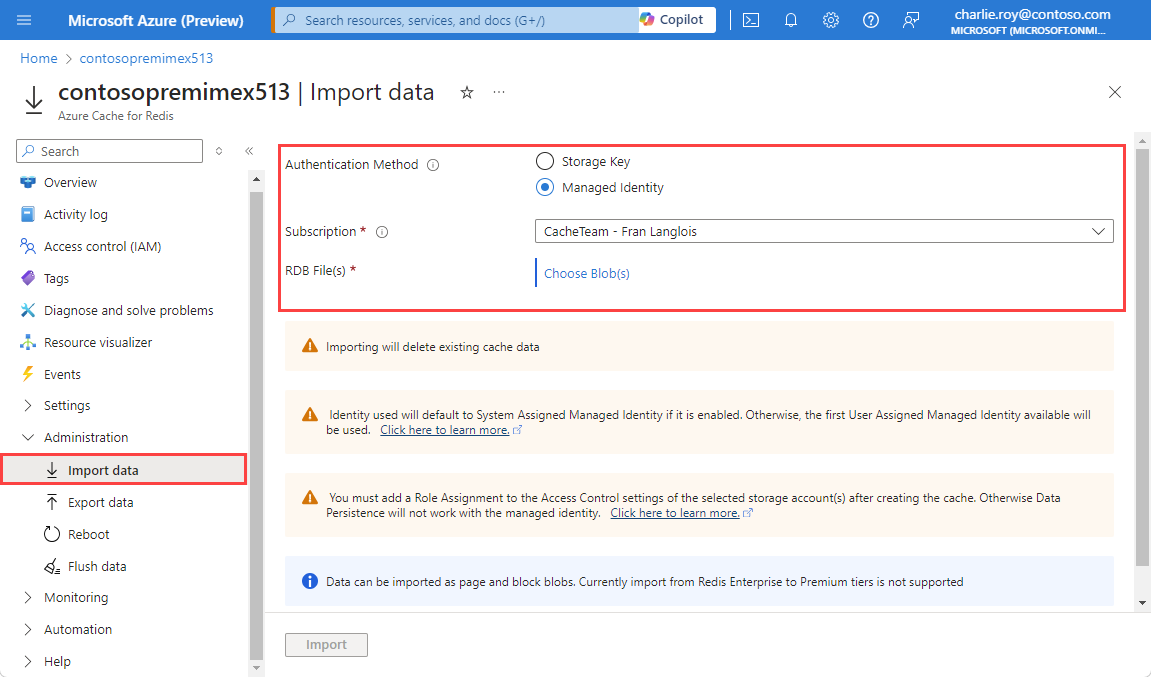 Microsoft Azure (Preview)
Search resources, services, and docs (G+/)
Copilot
charlie.roy@contoso.com
MICROSOFT (MICROSOFT.ONMI...
Home > contosopremimex513
contosopremimex513 | Import data
Azure Cache for Redis
Search
Overview
Activity log
Access control (IAM)
Tags
Diagnose and solve problems
Resource visualizer
Events
Settings
Administration
Import data
Export data
Reboot
Flush data
Monitoring
Automation
Help
Authentication Method
Storage Key
Managed Identity
Subscription *
CacheTeam - Fran Langlois
RDB File(s) *
Choose Blob(s)
Importing will delete existing cache data
Identity used will default to System Assigned Managed Identity if it is enabled. Otherwise, the first User Assigned Managed Identity available will
be used. Click here to learn more.
You must add a Role Assignment to the Access Control settings of the selected storage account(s) after creating the cache. Otherwise Data
Persistence will not work with the managed identity. Click here to learn more.
Data can be imported as page and block blobs. Currently import from Redis Enterprise to Premium tiers is not supported
Import